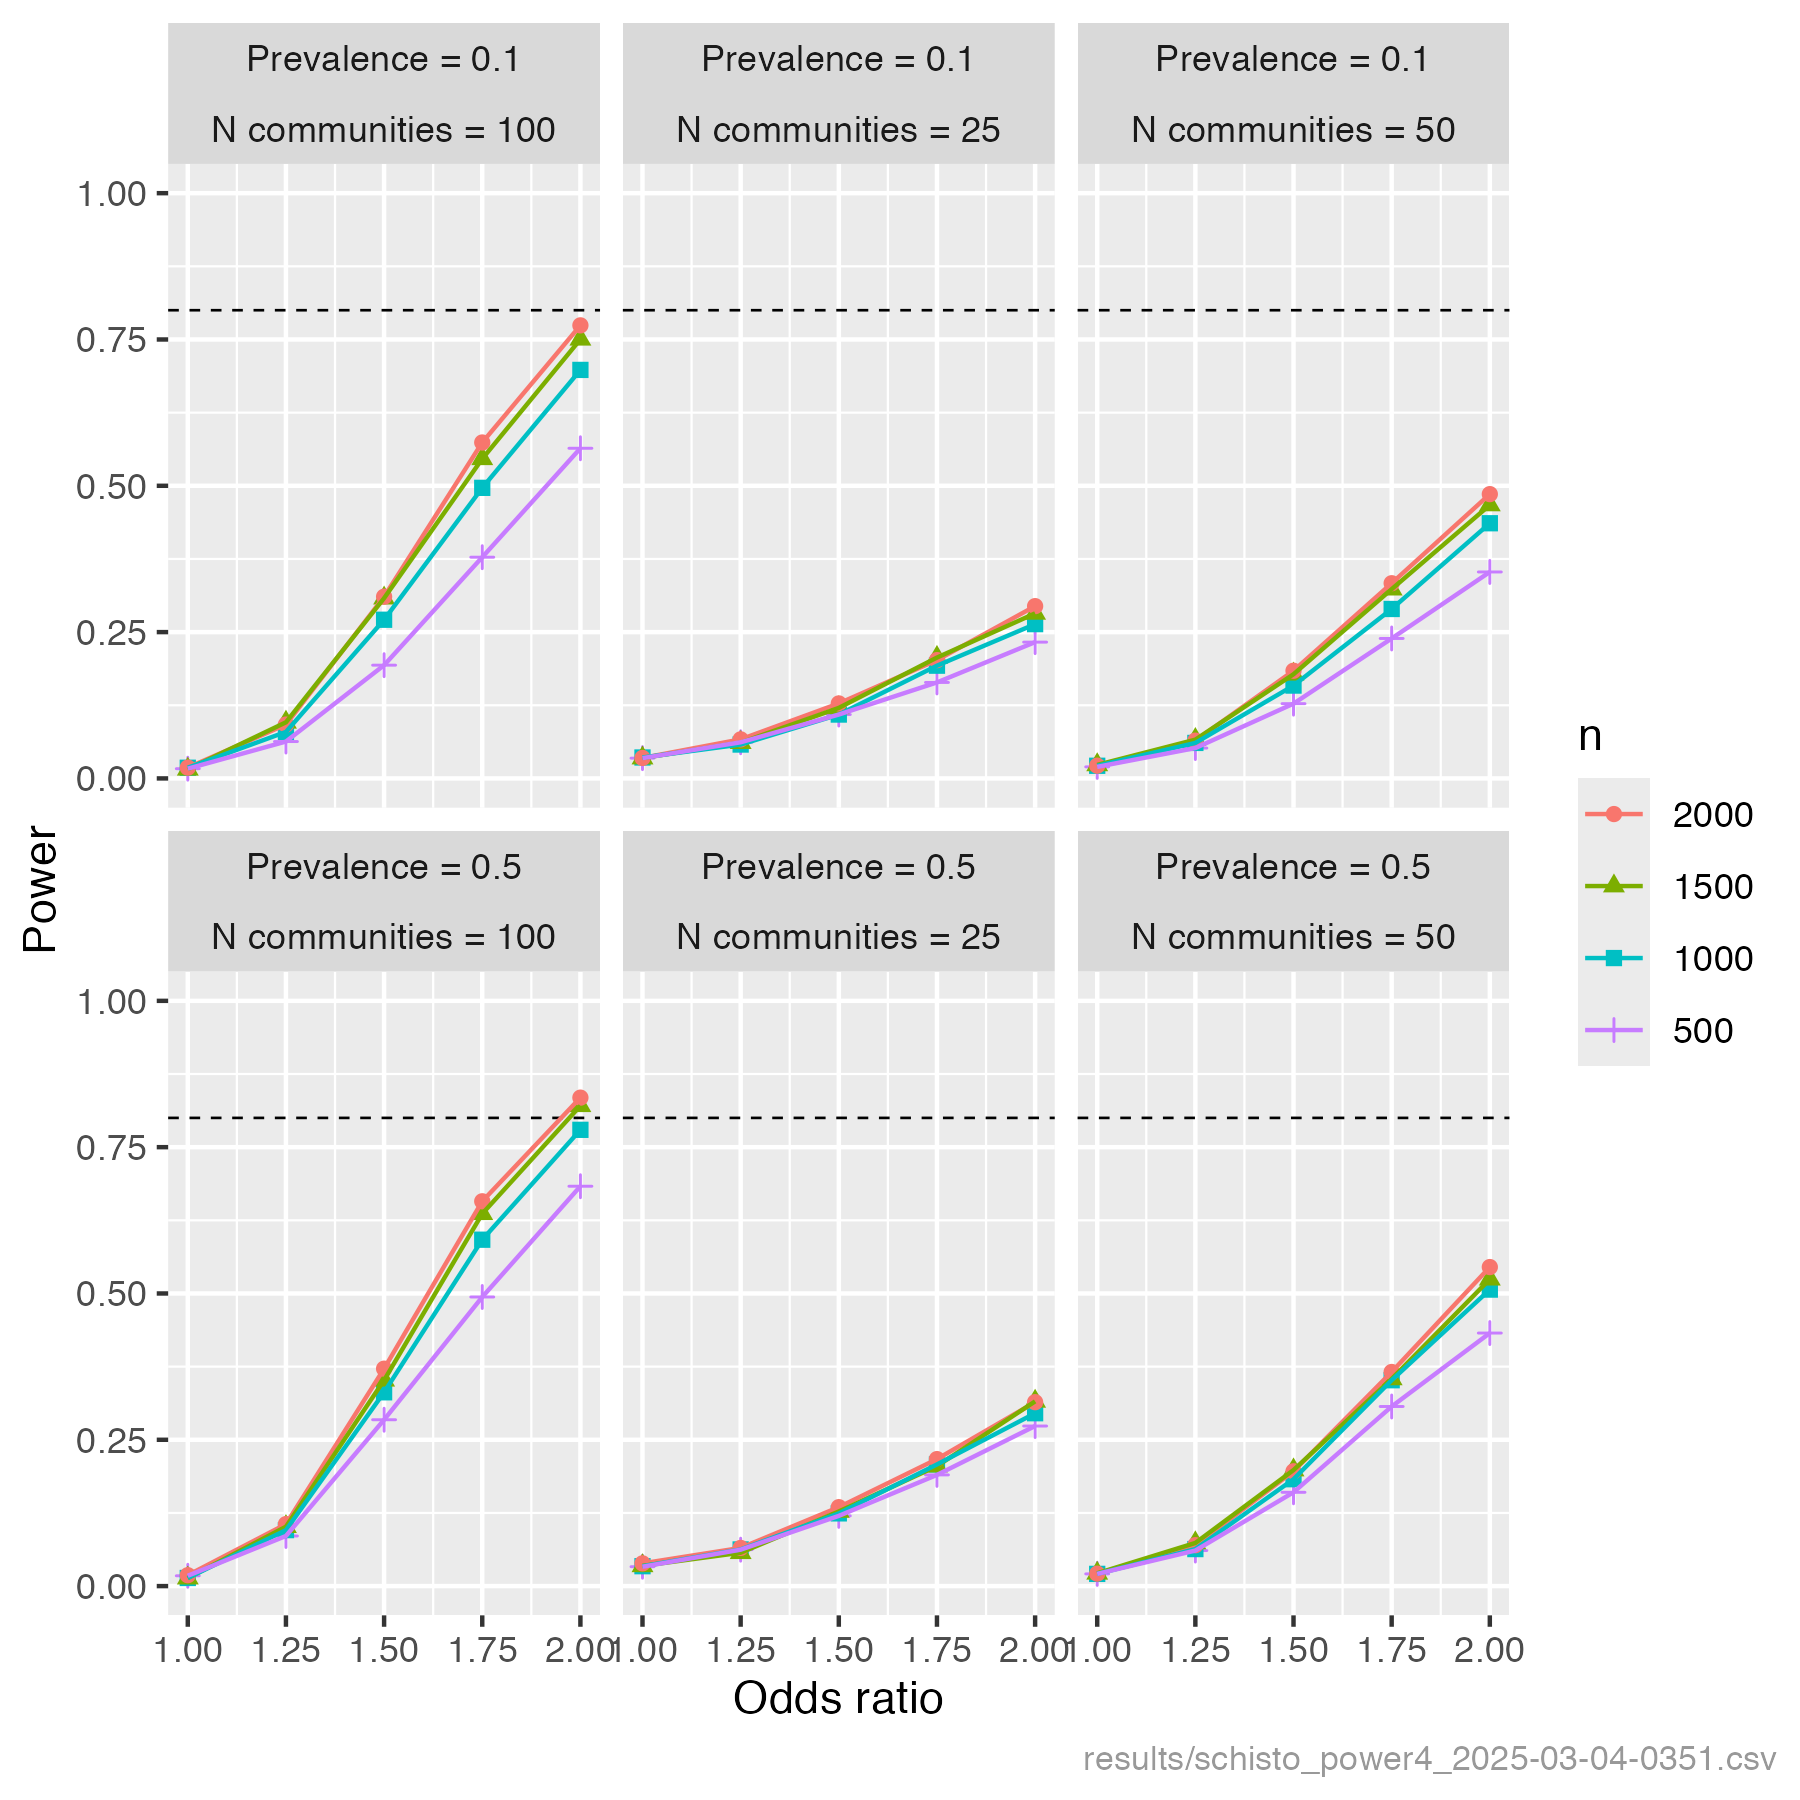 Prevalence = 0.1
N communities = 100
Prevalence = 0.1
N communities = 25
Prevalence = 0.1
N communities = 50
1.00
0.75
0.50
0.25
0.00
Power
Prevalence = 0.5
N communities = 100
Prevalence = 0.5
N communities = 25
Prevalence = 0.5
N communities = 50
1.00
0.75
0.50
0.25
0.00
1.00 1.25 1.50 1.75 2.00
1.00 1.25 1.50 1.75 2.00
1.00 1.25 1.50 1.75 2.00
Odds ratio
n
2000
1500
1000
500
results/schisto_power4_2025-03-04-0351.csv